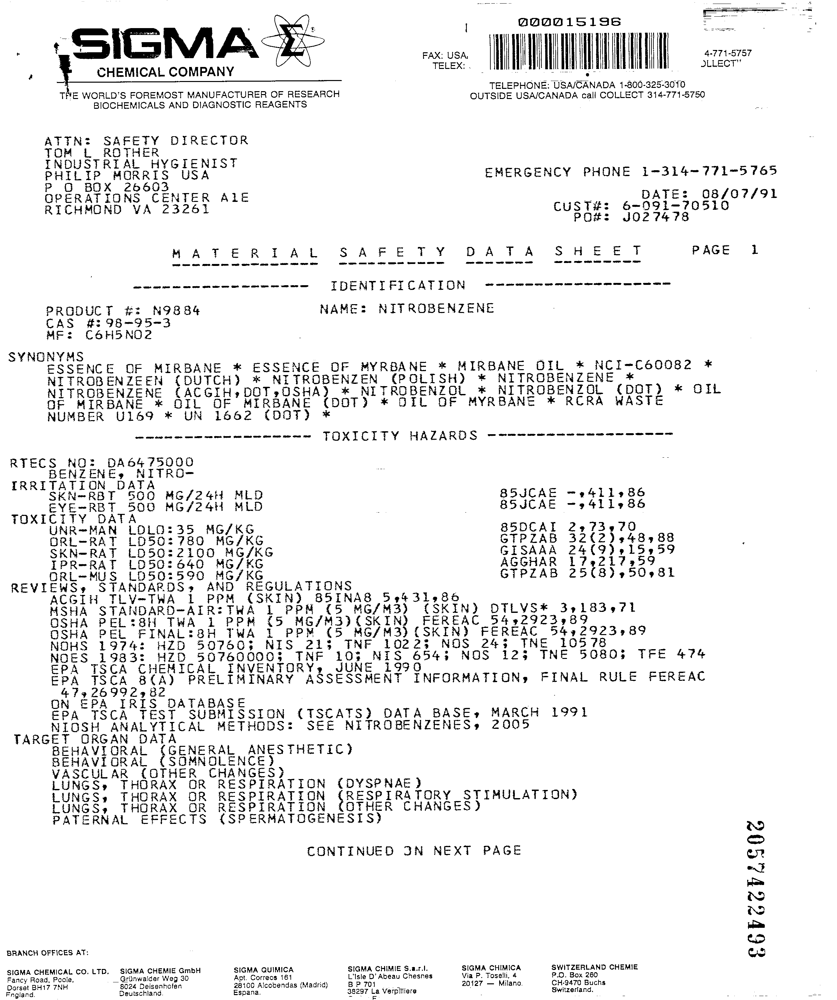 SIGMA
CHEMICAL COMPANY
THE WORLD'S FOREMOST MANUFACTURER OF RESEARCH
BIOCHEMICALS AND DIAGNOSTIC REAGENTS
000015196
FAX: USA,
TELEX:
4-771-5757
OLLECT"
TELEPHONE: USA/CANADA 1-800-325-3010
OUTSIDE USA/CANADA call COLLECT 314-771-5750
ATTN: SAFETY DIRECTOR
TOM L ROTHER
INDUSTRIAL HYGIENIST
PHILIP MORRIS USA
P O BOX 26603
OPERATIONS CENTER A1E
RICHMOND VA 23261
EMERGENCY PHONE 1-314-771-5765
DATE: 08/07/91
CUST#: 6-091-70510
PO#: J027478
M A T E R I A L S A F E T Y D A T A S H E E T PAGE 1
------------------ IDENTIFICATION ------------------
PRODUCT #: N9884 NAME: NITROBENZENE
CAS #:98-95-3
MF: C6H5NO2
SYNONYMS
ESSENCE OF MIRBANE * ESSENCE OF MYRBANE * MIRBANE OIL * NCI-C60082 *
NITROBENZEEN (DUTCH) * NITROBENZEN (POLISH) * NITROBENZENE *
NITROBENZENE (ACGIH,DOT,OSHA) * NITROBENZOL * NITROBENZOL (DOT) * OIL
OF MIRBANE * OIL OF MIRBANE (DOT) * OIL OF MYRBANE * RCRA WASTE
NUMBER U169 * UN 1662 (DOT) *
------------------ TOXICITY HAZARDS ------------------
RTECS NO: DA6475000
BENZENE, NITRO-
IRRITATION DATA
SKN-RBT 500 MG/24H MLD 85JCAE -,411,86
EYE-RBT 500 MG/24H MLD 85JCAE -,411,86
TOXICITY DATA
UNR-MAN LDLO:35 MG/KG 85DCAI 2,73,70
ORL-RAT LD50:780 MG/KG GTPZAB 32(2),48,88
SKN-RAT LD50:2100 MG/KG GISAAA 24(9),15,59
IPR-RAT LD50:640 MG/KG AGGHAR 17,217,59
ORL-MUS LD50:590 MG/KG GTPZAB 25(8),50,81
REVIEWS, STANDARDS, AND REGULATIONS
ACGIH TLV-TWA 1 PPM (SKIN) 85INA8 5,431,86
MSHA STANDARD-AIR:TWA 1 PPM (5 MG/M3) (SKIN) DTLVS* 3,183,71
OSHA PEL:8H TWA 1 PPM (5 MG/M3)(SKIN) FEREAC 54,2923,89
OSHA PEL FINAL:8H TWA 1 PPM (5 MG/M3)(SKIN) FEREAC 54,2923,89
NOHS 1974: HZD 50760; NIS 21; TNF 1022; NOS 24; TNE 10578
NOES 1983: HZD 50760000; TNF 10; NIS 654; NOS 12; TNE 5080; TFE 474
EPA TSCA CHEMICAL INVENTORY, JUNE 1990
EPA TSCA 8(A) PRELIMINARY ASSESSMENT INFORMATION, FINAL RULE FEREAC
47,26992,82
ON EPA IRIS DATABASE
EPA TSCA TEST SUBMISSION (TSCATS) DATA BASE, MARCH 1991
NIOSH ANALYTICAL METHODS: SEE NITROBENZENES, 2005
TARGET ORGAN DATA
BEHAVIORAL (GENERAL ANESTHETIC)
BEHAVIORAL (SOMNOLENCE)
VASCULAR (OTHER CHANGES)
LUNGS, THORAX OR RESPIRATION (DYSPNAE)
LUNGS, THORAX OR RESPIRATION (RESPIRATORY STIMULATION)
LUNGS, THORAX OR RESPIRATION (OTHER CHANGES)
PATERNAL EFFECTS (SPERMATOGENESIS)
CONTINUED ON NEXT PAGE
2057422493
BRANCH OFFICES AT:
SIGMA CHEMICAL CO. LTD.
Fancy Road, Poole,
Dorset BH17 7NH
England.
SIGMA CHEMIE GmbH
Grünwalder Weg 30
8024 Deisenhofen
Deutschland.
SIGMA QUIMICA
Apt. Correos 161
28100 Alcobendas (Madrid)
Espana.
SIGMA CHIMIE S.a.r.l.
L'Isle D'Abeau Chesnes
B P 701
38297 La Verpilliere
SIGMA CHIMICA
Via P. Toselli, 4
20127 — Milano
SWITZERLAND CHEMIE
P.O. Box 260
CH-9470 Buchs
Switzerland.